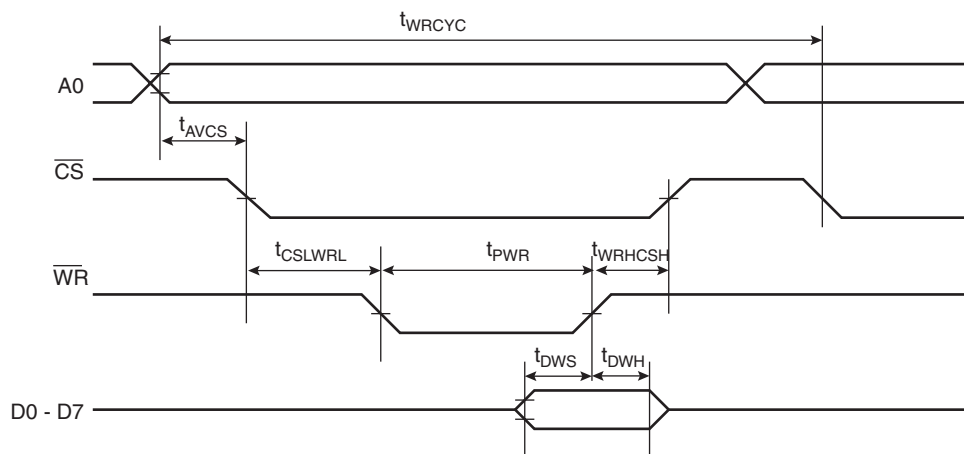 tWRCYC
A0
tAVCS
CS
tCSLWRL
tPWR
tWRHCSH
WR
tDWS
tDWH
D0 - D7